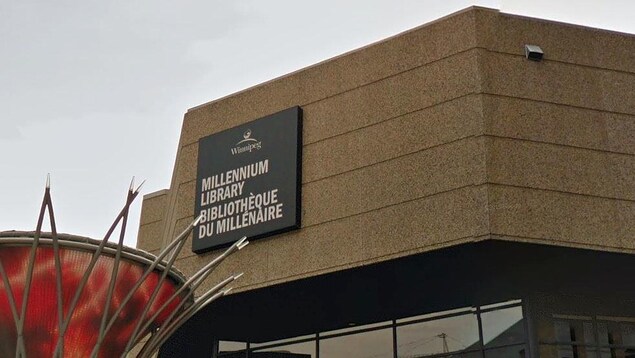 Winnipeg
MILLENNIUM
LIBRARY
BIBLIOTHÈQUE
DU MILLÉNAIRE